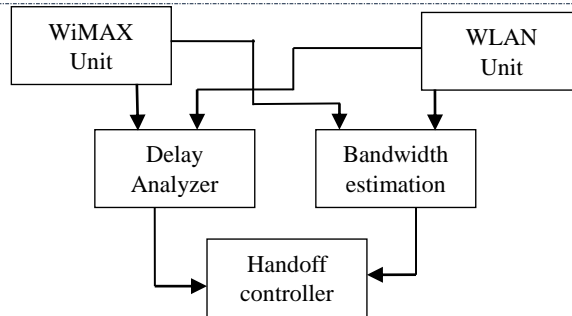 WiMAX
Unit
WLAN
Unit
Delay
Analyzer
Bandwidth
estimation
Handoff
controller